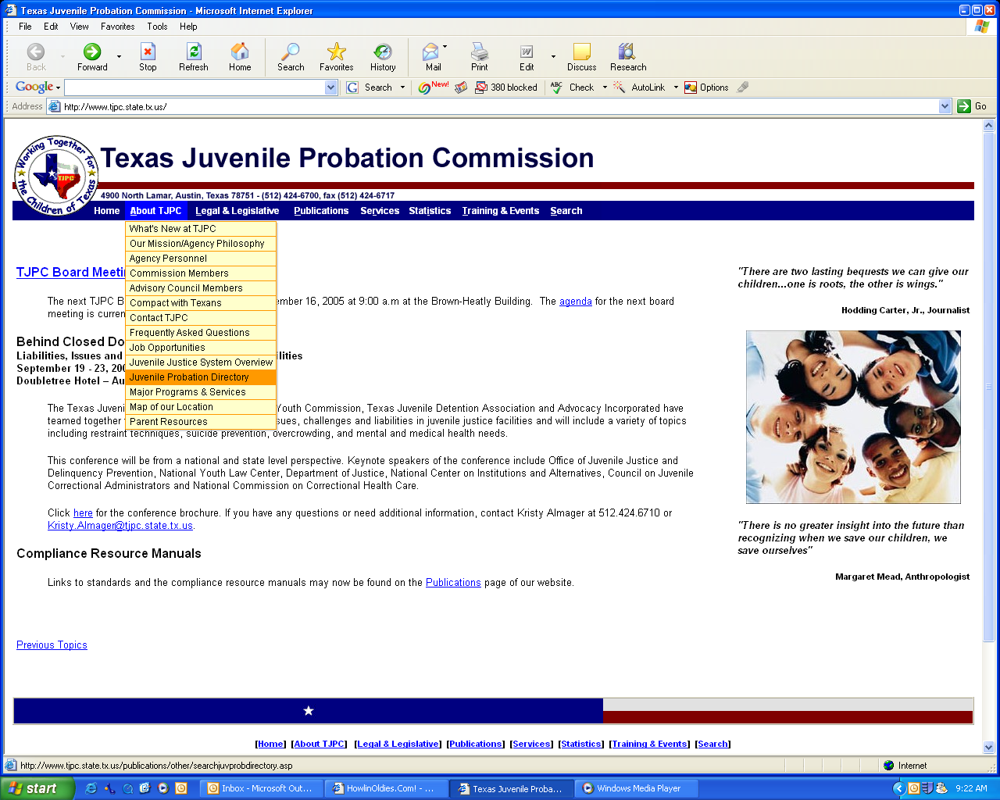 Texas Juvenile Probation Commission - Microsoft Internet Explorer
File Edit View Favorites Tools Help
Back Forward Stop Refresh Home Search Favorites History Mail Print Edit Discuss Research
Google Search New! 380 blocked ABC Check AutoLink Options
Address http://www.tjpc.state.tx.us/ Go
Working Together for the Children of Texas
TJPC
Texas Juvenile Probation Commission
4900 North Lamar, Austin, Texas 78751 - (512) 424-6700, fax (512) 424-6717
Home About TJPC Legal & Legislative Publications Services Statistics Training & Events Search
What's New at TJPC
Our Mission/Agency Philosophy
Agency Personnel
Commission Members
Advisory Council Members
Compact with Texans
Contact TJPC
Frequently Asked Questions
Job Opportunities
Juvenile Justice System Overview
Juvenile Probation Directory
Major Programs & Services
Map of our Location
Parent Resources
TJPC Board Meeti
The next TJPC B ember 16, 2005 at 9:00 a.m at the Brown-Heatly Building. The agenda for the next board
meeting is curren
Behind Closed Do
Liabilities, Issues and ilities
September 19 - 23, 200
Doubletree Hotel – Au
The Texas Juveni Youth Commission, Texas Juvenile Detention Association and Advocacy Incorporated have
teamed together sues, challenges and liabilities in juvenile justice facilities and will include a variety of topics
including restraint techniques, suicide prevention, overcrowding, and mental and medical health needs.
This conference will be from a national and state level perspective. Keynote speakers of the conference include Office of Juvenile Justice and
Delinquency Prevention, National Youth Law Center, Department of Justice, National Center on Institutions and Alternatives, Council on Juvenile
Correctional Administrators and National Commission on Correctional Health Care.
Click here for the conference brochure. If you have any questions or need additional information, contact Kristy Almager at 512.424.6710 or
Kristy.Almager@tjpc.state.tx.us.
Compliance Resource Manuals
Links to standards and the compliance resource manuals may now be found on the Publications page of our website.
Previous Topics
"There are two lasting bequests we can give our
children...one is roots, the other is wings."
Hodding Carter, Jr., Journalist
"There is no greater insight into the future than
recognizing when we save our children, we
save ourselves"
Margaret Mead, Anthropologist
[Home] [About TJPC] [Legal & Legislative] [Publications] [Services] [Statistics] [Training & Events] [Search]
http://www.tjpc.state.tx.us/publications/other/searchjuvprobdirectory.asp Internet
start Inbox - Microsoft Out... HowlinOldies.Com! - ... Texas Juvenile Proba... Windows Media Player 9:22 AM